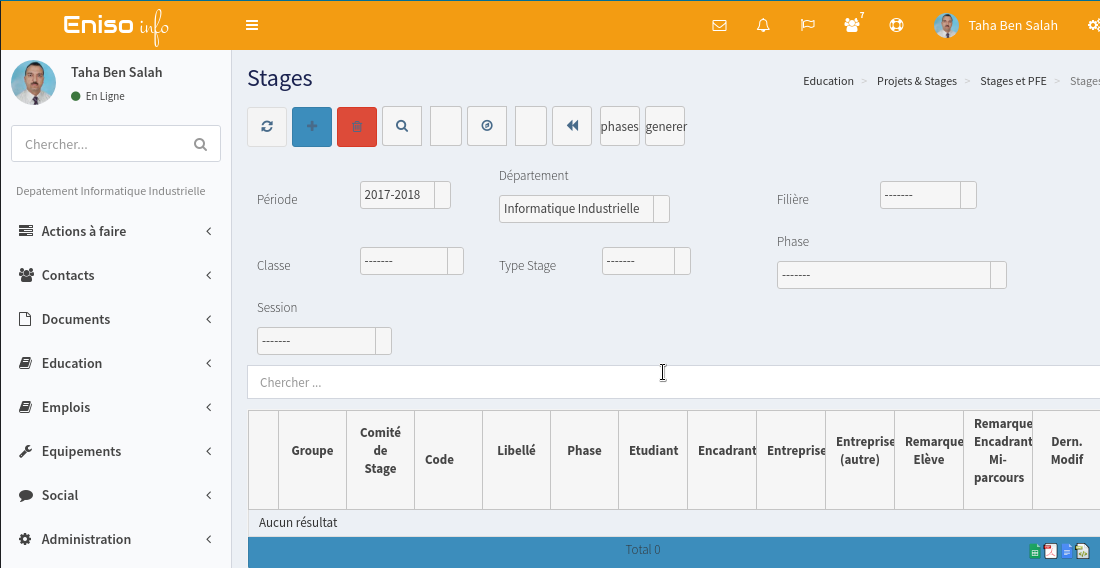 Eniso info
7
Taha Ben Salah
Taha Ben Salah
En Ligne
Chercher...
Depatement Informatique Industrielle
Actions à faire
Contacts
Documents
Education
Emplois
Equipements
Social
Administration
Stages
Education > Projets & Stages > Stages et PFE > Stages
phases generer
Période 2017-2018
Département
Informatique Industrielle
Filière -------
Classe -------
Type Stage -------
Phase
-------
Session
-------
Chercher ...
Groupe
Comité
de
Stage
Code
Libellé
Phase
Etudiant
Encadrant
Entreprise
Entreprise
(autre)
Remarque
Elève
Remarque
Encadrant
Mi-
parcours
Dern.
Modif
Aucun résultat
Total 0